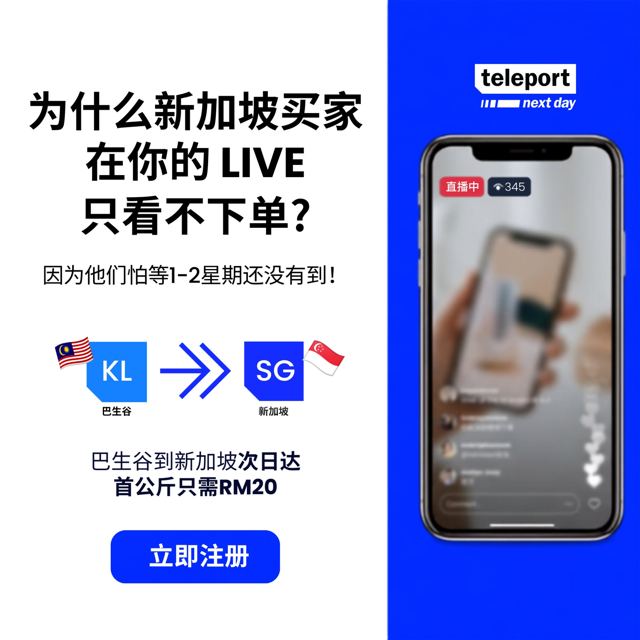 为什么新加坡买家
在你的 LIVE
只看不下单?
因为他们怕等1-2星期还没有到!
KL
SG
巴生谷
新加坡
巴生谷到新加坡次日达
首公斤只需RM20
立即注册
teleport
next day
直播中
345